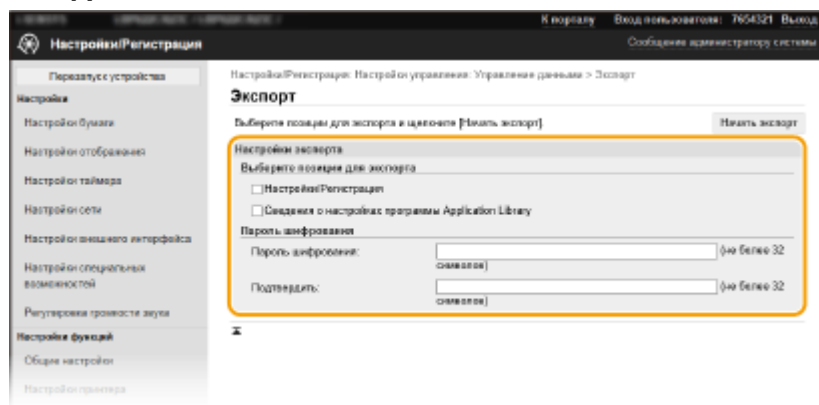 К порталу Вход пользователя: 7654321 Выход
Настройки/Регистрация
Сообщение администратору системы
Перезапуск устройства
Настройки/Регистрация: Настройки управления: Управление данными > Экспорт
Настройки
Экспорт
Настройки бумаги
Выберите позиции для экспорта и щелкните [Начать экспорт].
Начать экспорт
Настройки отображения
Настройки экспорта
Выберите позиции для экспорта
Настройки таймера
Настройки/Регистрация
Настройки сети
Сведения о настройках программы Application Library
Пароль шифрования
Настройки внешнего интерфейса
Пароль шифрования:
(не более 32
символов)
Настройки специальных
возможностей
Подтвердить:
(не более 32
символов)
Регулировка громкости звука
Настройки функций
Общие настройки
Настройки принтера